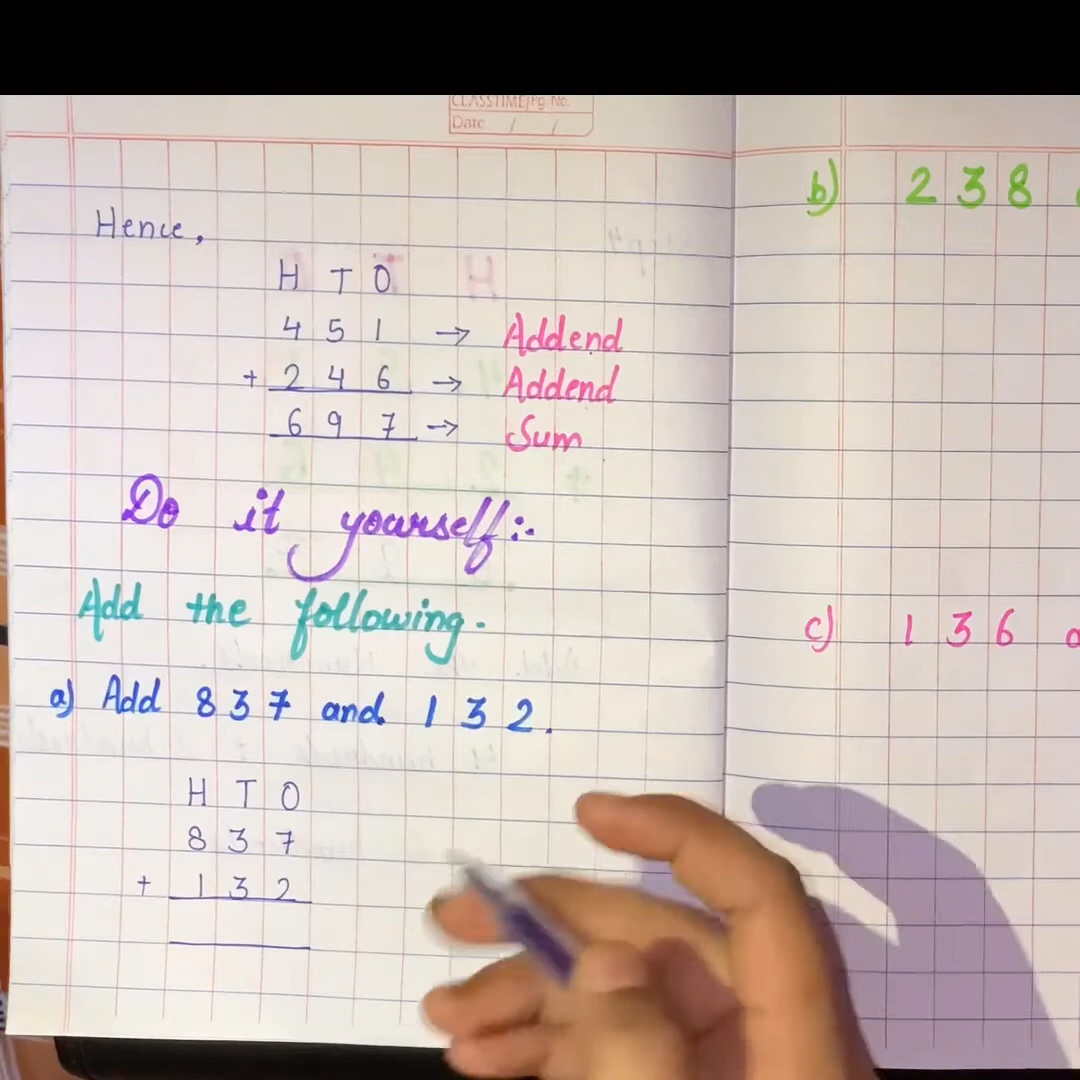 CLASSTIME Pg. No.
Date / /
Hence,
H T O
4 5 1 → Addend
+ 2 4 6 → Addend
6 9 7 → Sum
Do it yourself:-
Add the following.
a) Add 8 3 7 and 1 3 2.
H T O
8 3 7
+ 1 3 2
b) 2 3 8
c) 1 3 6